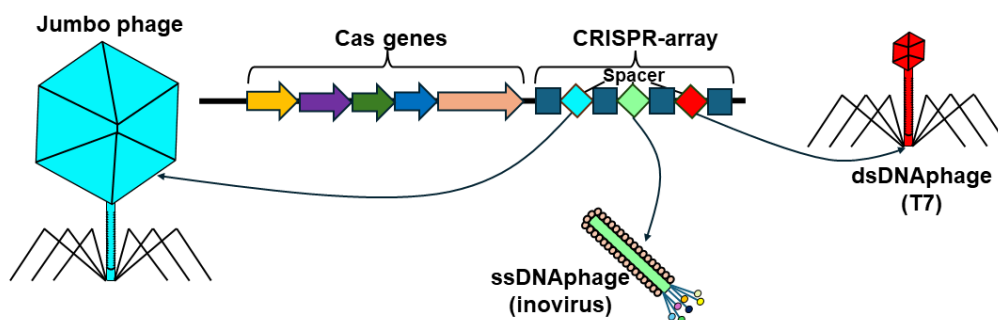 Jumbo phage
Cas genes
CRISPR-array
Spacer
dsDNAphage
(T7)
ssDNAphage
(inovirus)